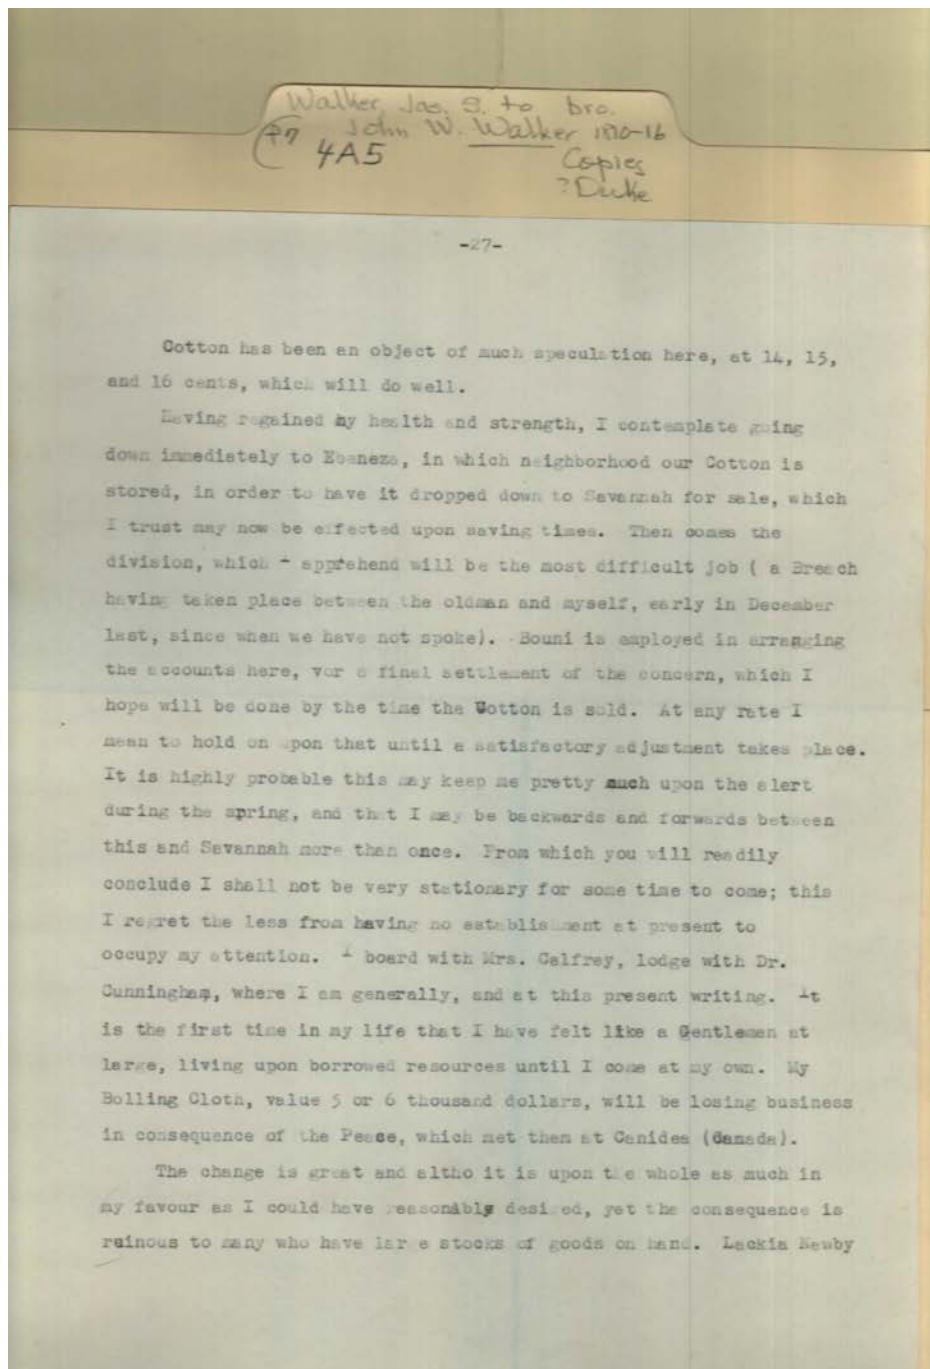 Walker, Jas. S. to bro.
John W. Walker 1810-16
P7
4A5
Copies
?Duke
-27-
Cotton has been an object of much speculation here, at 14, 15,
and 16 cents, which will do well.
Having regained my health and strength, I contemplate going
down immediately to Ebaneza, in which neighborhood our Cotton is
stored, in order to have it dropped down to Savannah for sale, which
I trust may now be effected upon saving times. Then comes the
division, which I apprehend will be the most difficult job ( a Breach
having taken place between the oldman and myself, early in December
last, since when we have not spoke). Bouni is employed in arranging
the accounts here, vor a final settlement of the concern, which I
hope will be done by the time the Cotton is sold. At any rate I
mean to hold on upon that until a satisfactory adjustment takes place.
It is highly probable this may keep me pretty much upon the alert
during the spring, and that I may be backwards and forwards between
this and Savannah more than once. From which you will readily
conclude I shall not be very stationary for some time to come; this
I regret the less from having no establishment at present to
occupy my attention. I board with Mrs. Calfrey, lodge with Dr.
Cunningham, where I am generally, and at this present writing. It
is the first time in my life that I have felt like a Gentleman at
large, living upon borrowed resources until I come at my own. My
Bolling Cloth, value 5 or 6 thousand dollars, will be losing business
in consequence of the Peace, which met them at Canidea (Canada).
The change is great and altho it is upon the whole as much in
my favour as I could have reasonably desired, yet the consequence is
reinous to many who have large stocks of goods on hand. Lackia Newby